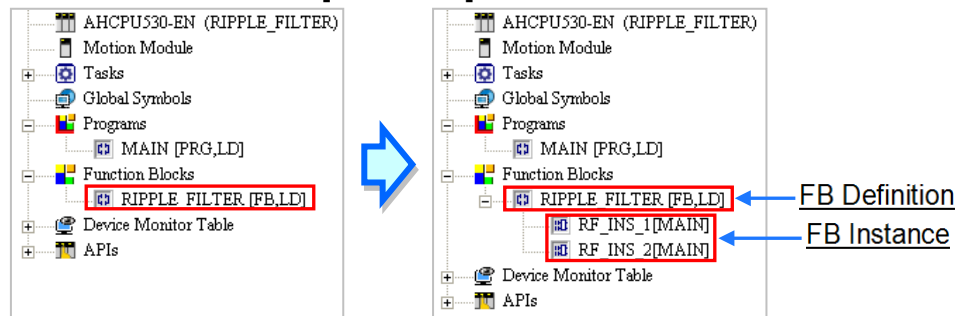 AHCPU530-EN (RIPPLE_FILTER)
Motion Module
Tasks
Global Symbols
Programs
MAIN [PRG,LD]
Function Blocks
RIPPLE_FILTER [FB,LD]
Device Monitor Table
APIs
AHCPU530-EN (RIPPLE_FILTER)
Motion Module
Tasks
Global Symbols
Programs
MAIN [PRG,LD]
Function Blocks
RIPPLE_FILTER [FB,LD]
RF_INS_1[MAIN]
RF_INS_2[MAIN]
Device Monitor Table
APIs
FB Definition
FB Instance